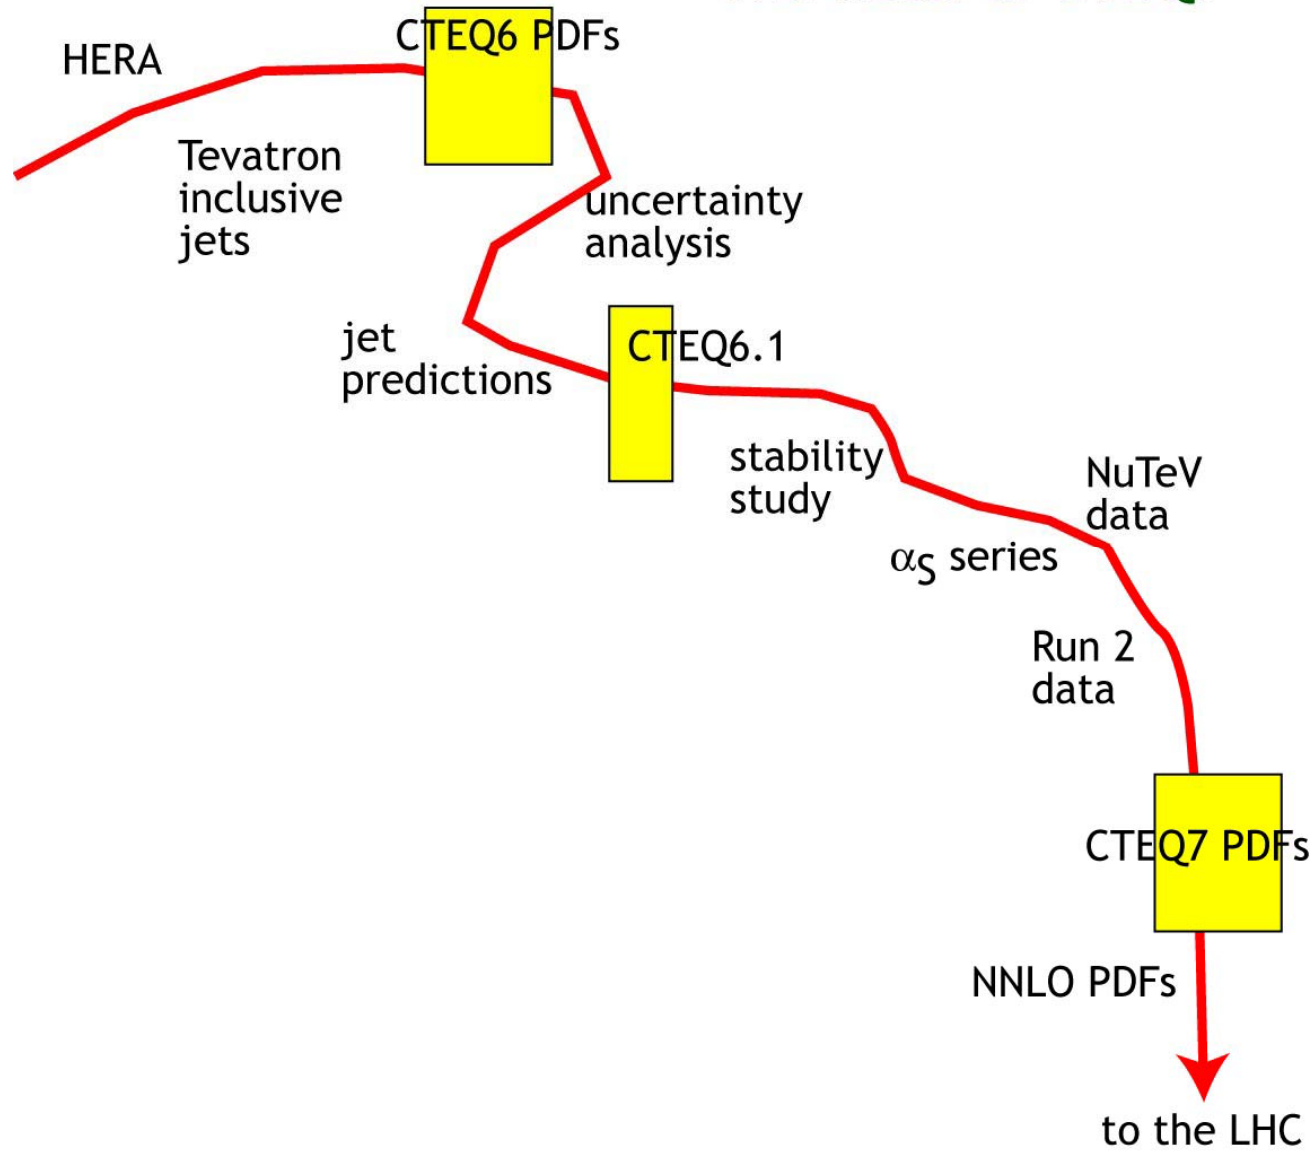 CTEQ6 PDFs
HERA
Tevatron
inclusive
jets
uncertainty
analysis
jet
predictions
CTEQ6.1
stability
study
NuTeV
data
αS series
Run 2
data
CTEQ7 PDFs
NNLO PDFs
to the LHC